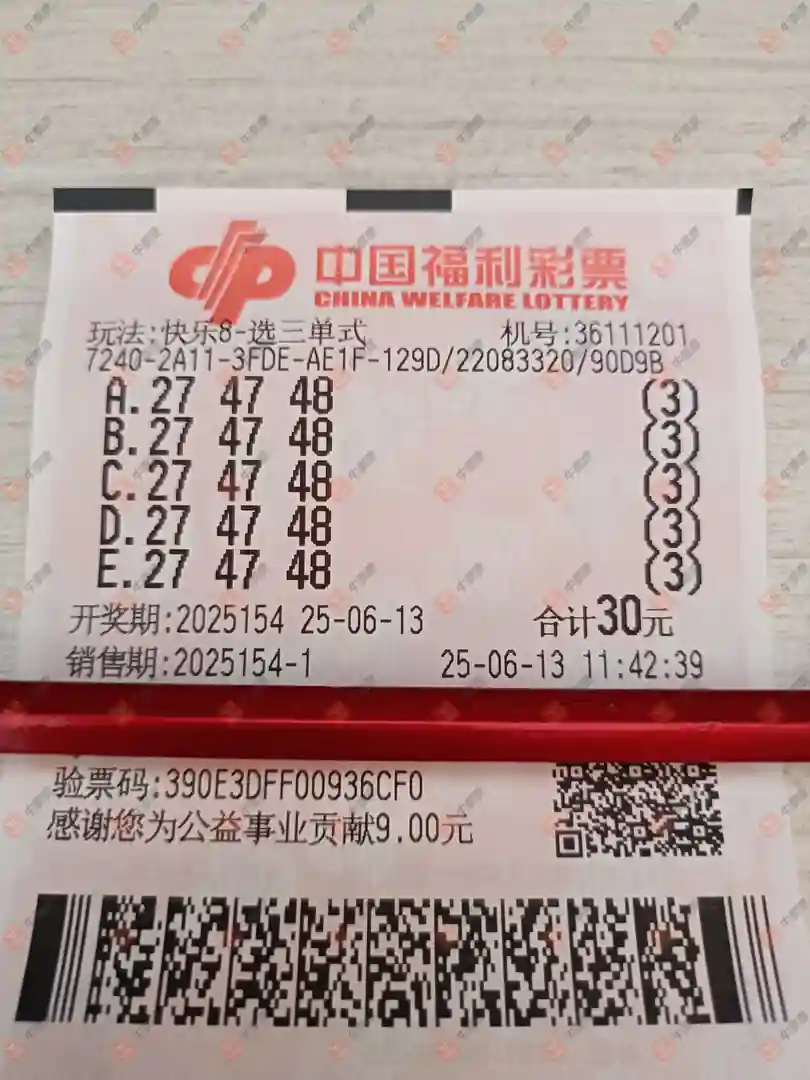 中国福利彩票
CHINA WELFARE LOTTERY
玩法:快乐8-选三单式 机号:36111201
7240-2A11-3FDE-AE1F-129D/22083320/90D9B
A.27 47 48 (3)
B.27 47 48 (3)
C.27 47 48 (3)
D.27 47 48 (3)
E.27 47 48 (3)
开奖期:2025154 25-06-13 合计30元
销售期:2025154-1 25-06-13 11:42:39
验票码:390E3DFF00936CF0
感谢您为公益事业贡献9.00元